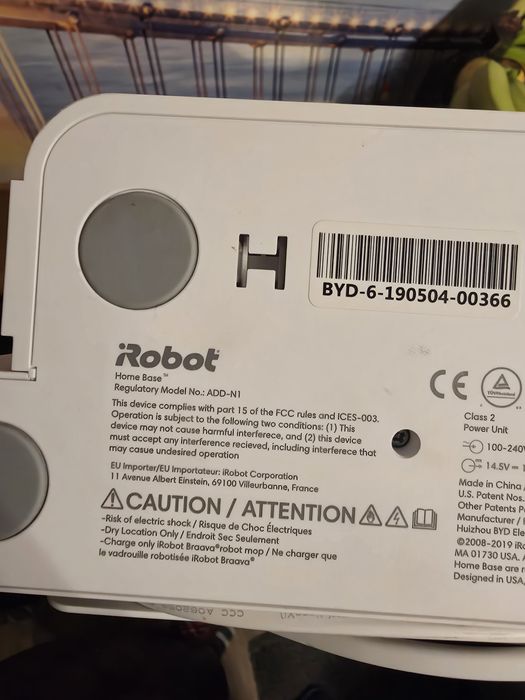 H
BYD-6-190504-00366
iRobot
Home Base™
Regulatory Model No.: ADD-N1
This device complies with part 15 of the FCC rules and ICES-003.
Operation is subject to the following two conditions: (1) This
device may not cause harmful interferece, and (2) this device
must accept any interference recieved, including interferece that
may casue undesired operation
EU Importer/EU Importateur: iRobot Corporation
11 Avenue Albert Einstein, 69100 Villeurbanne, France
CAUTION / ATTENTION
-Risk of electric shock / Risque de Choc Électriques
-Dry Location Only / Endroit Sec Seulement
-Charge only iRobot Braava® robot mop / Ne charger que
le vadrouille robotisée iRobot Braava®
CE
Class 2
Power Unit
100-240V
14.5V
Made in China
U.S. Patent Nos.
Other Patents
Manufacturer /
Huizhou BYD
©2008-2019
MA 01730 USA.
Home Base are
Designed in USA,